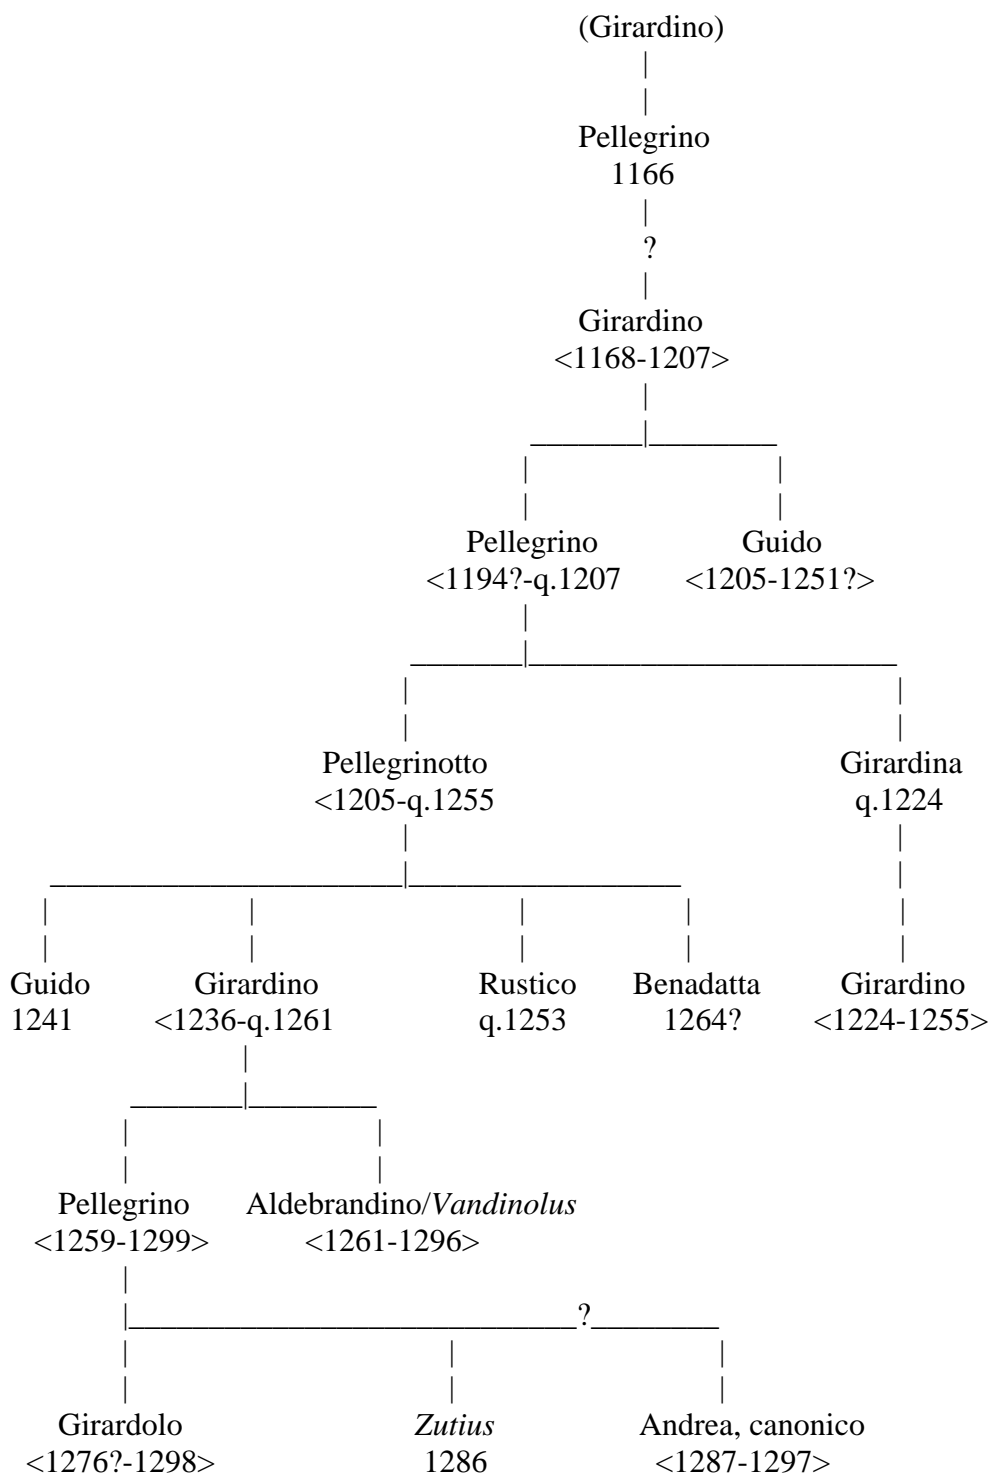 (Girardino)
Pellegrino
1166
?
Girardino
<1168-1207>
Pellegrino Guido
<1194?-q.1207 <1205-1251?>
Pellegrinotto Girardina
<1205-q.1255 q.1224
Guido Girardino Rustico Benadatta Girardino
1241 <1236-q.1261 q.1253 1264? <1224-1255>
Pellegrino Aldebrandino/Vandinolus
<1259-1299> <1261-1296>
?
Girardolo Zutius Andrea, canonico
<1276?-1298> 1286 <1287-1297>